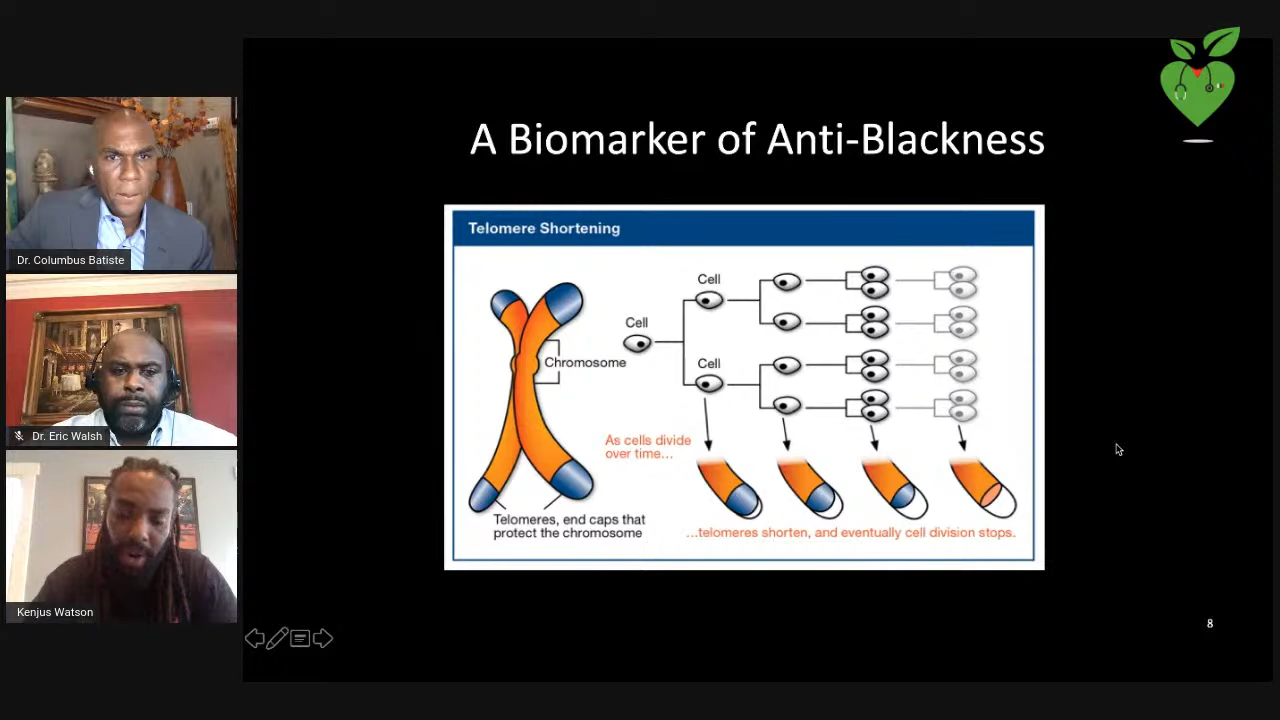 A Biomarker of Anti-Blackness
Telomere Shortening
Cell
Cell
Cell
Chromosome
As cells divide
over time...
Telomeres, end caps that
protect the chromosome
...telomeres shorten, and eventually cell division stops.
8
Dr. Columbus Batiste
Dr. Eric Walsh
Kenjus Watson